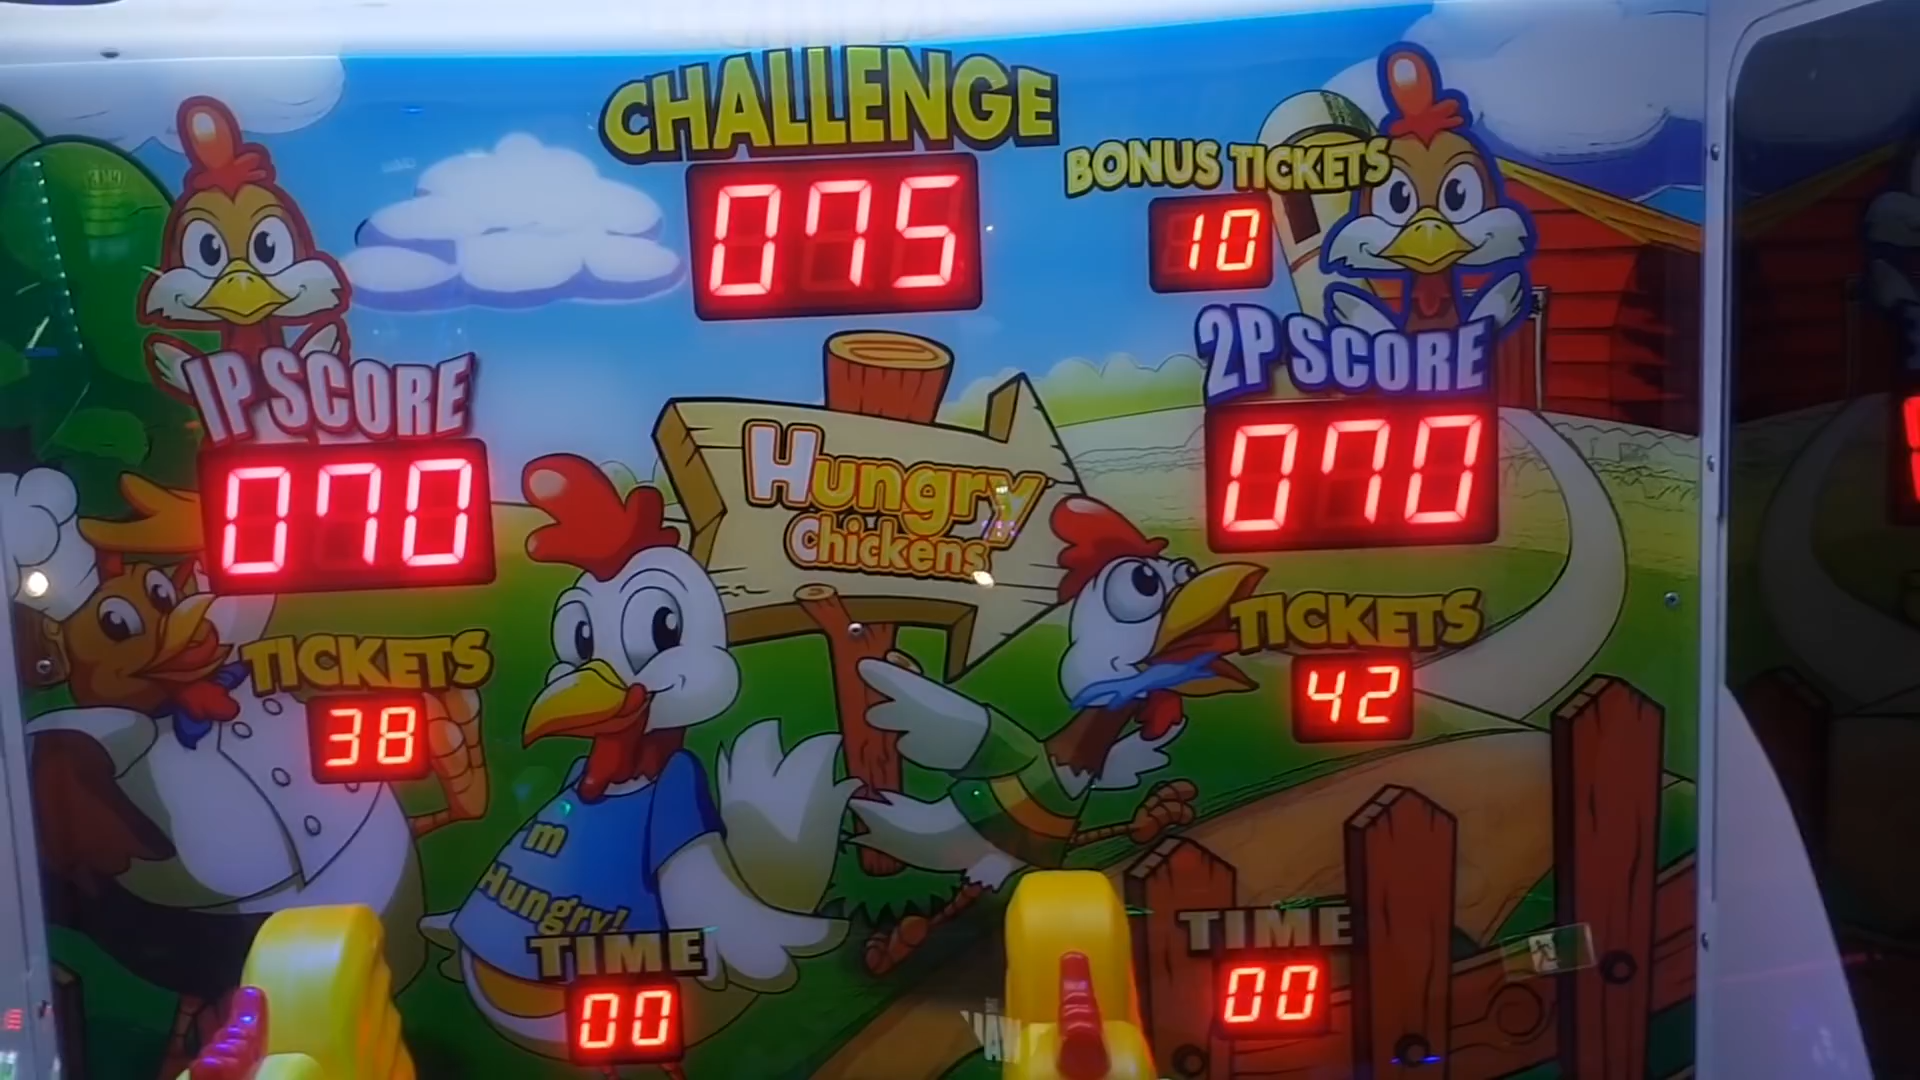 CHALLENGE
075
BONUS TICKETS
10
1P SCORE
070
2P SCORE
070
Hungry
Chickens
TICKETS
38
TICKETS
42
'm
Hungry!
TIME
00
TIME
00